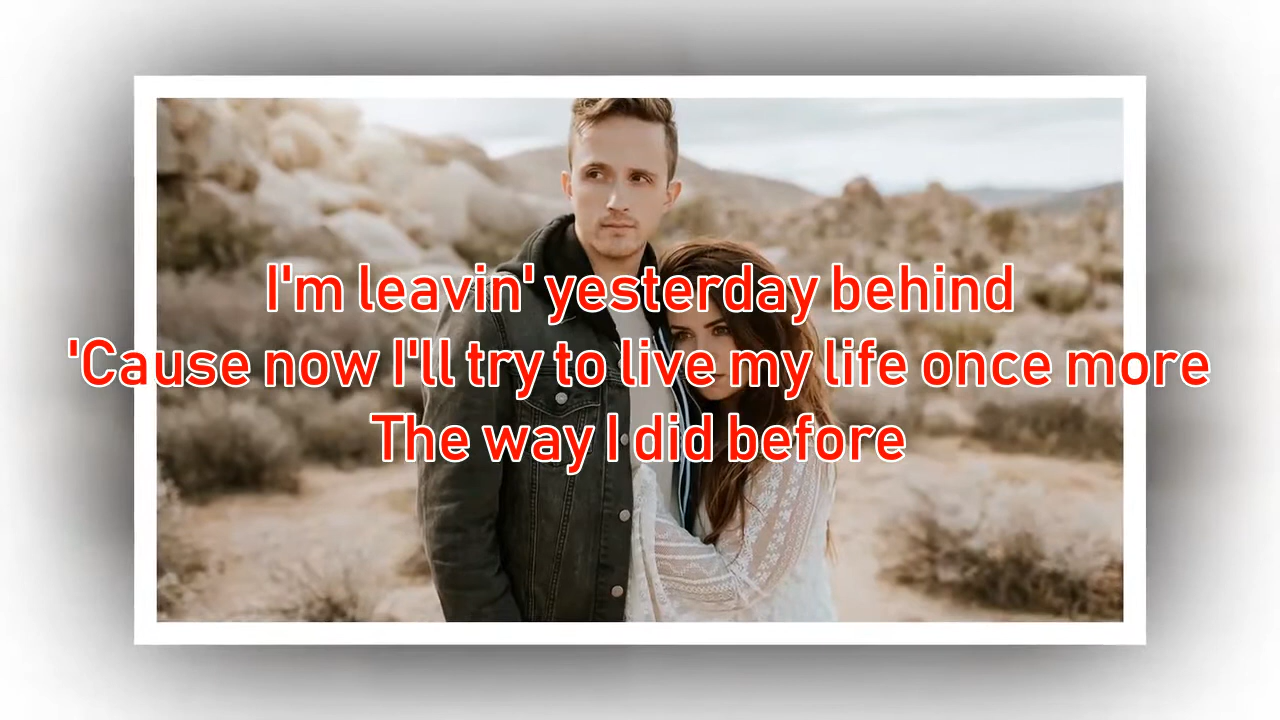 I'm leavin' yesterday behind
'Cause now I'll try to live my life once more
The way I did before